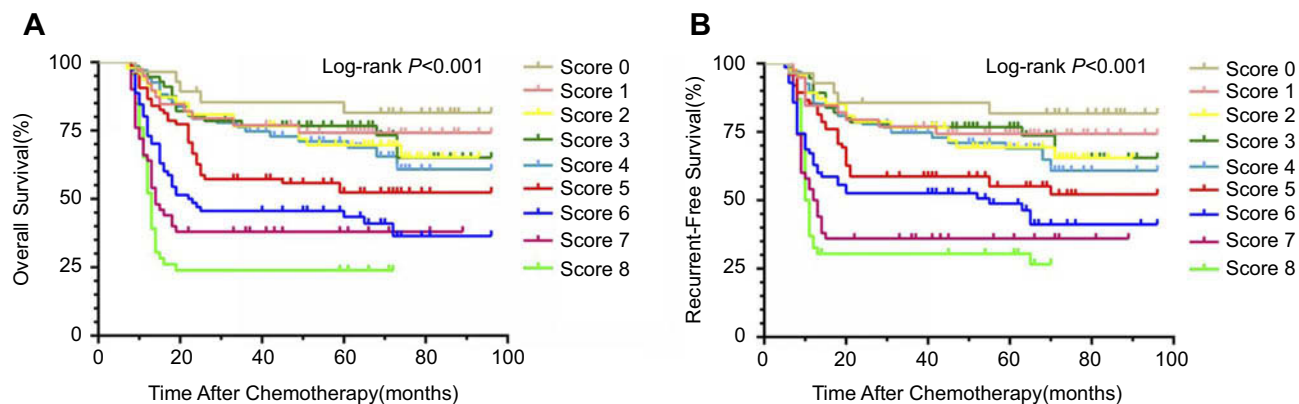 A
Overall Survival(%)
100
75
50
25
0
0 20 40 60 80 100
Time After Chemotherapy(months)
Log-rank P<0.001
Score 0
Score 1
Score 2
Score 3
Score 4
Score 5
Score 6
Score 7
Score 8
B
Recurrent-Free Survival(%)
100
75
50
25
0
0 20 40 60 80 100
Time After Chemotherapy(months)
Log-rank P<0.001
Score 0
Score 1
Score 2
Score 3
Score 4
Score 5
Score 6
Score 7
Score 8